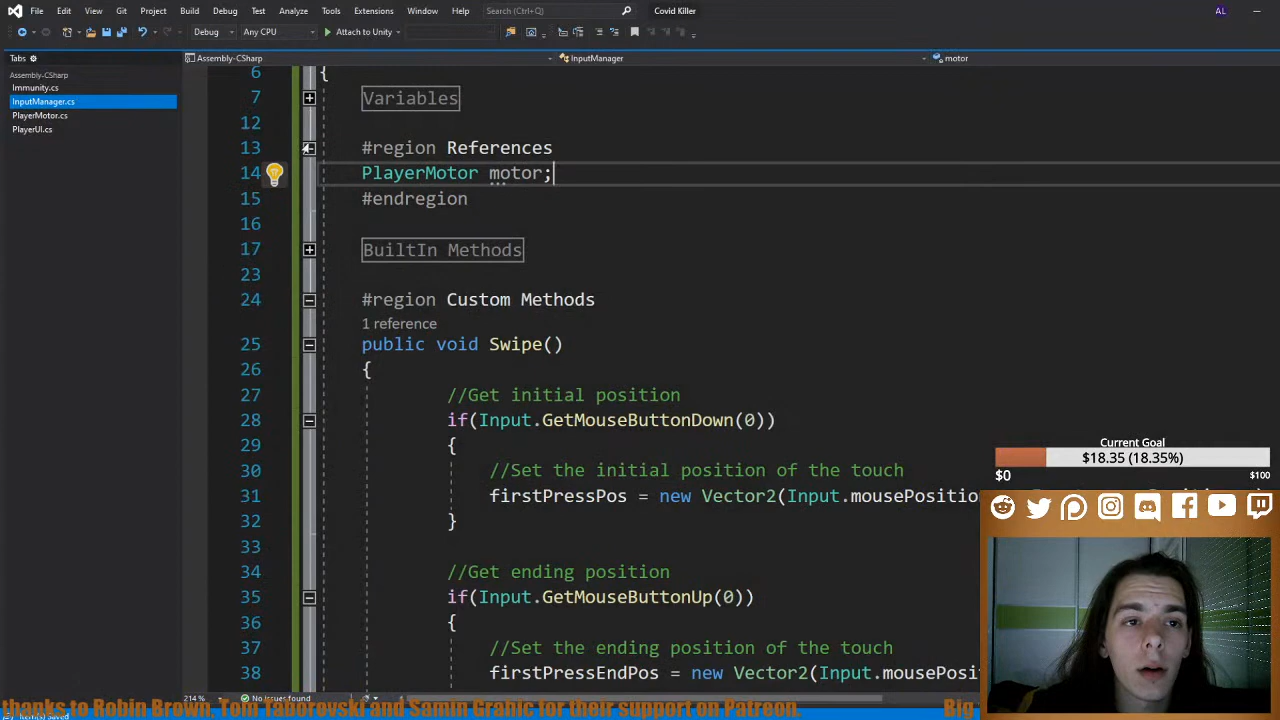 File Edit View Git Project Build Debug Test Analyze Tools Extensions Window Help Search (Ctrl+Q) Covid Killer AL
Debug Any CPU Attach to Unity
Tabs
Assembly-CSharp InputManager motor
Assembly-CSharp
Immunity.cs
InputManager.cs
PlayerMotor.cs
PlayerUI.cs
6 {
7 Variables
12
13 #region References
14 PlayerMotor motor;
15 #endregion
16
17 BuiltIn Methods
23
24 #region Custom Methods
1 reference
25 public void Swipe()
26 {
27 //Get initial position
28 if(Input.GetMouseButtonDown(0))
29 {
30 //Set the initial position of the touch
31 firstPressPos = new Vector2(Input.mousePositio
32 }
33
34 //Get ending position
35 if(Input.GetMouseButtonUp(0))
36 {
37 //Set the ending position of the touch
38 firstPressEndPos = new Vector2(Input.mousePosi
Current Goal
$18.35 (18.35%)
$0 $100
214 % No issues found
thanks to Robin Brown, Tom Taborovski and Samin Grahic for their support on Patreon. Big